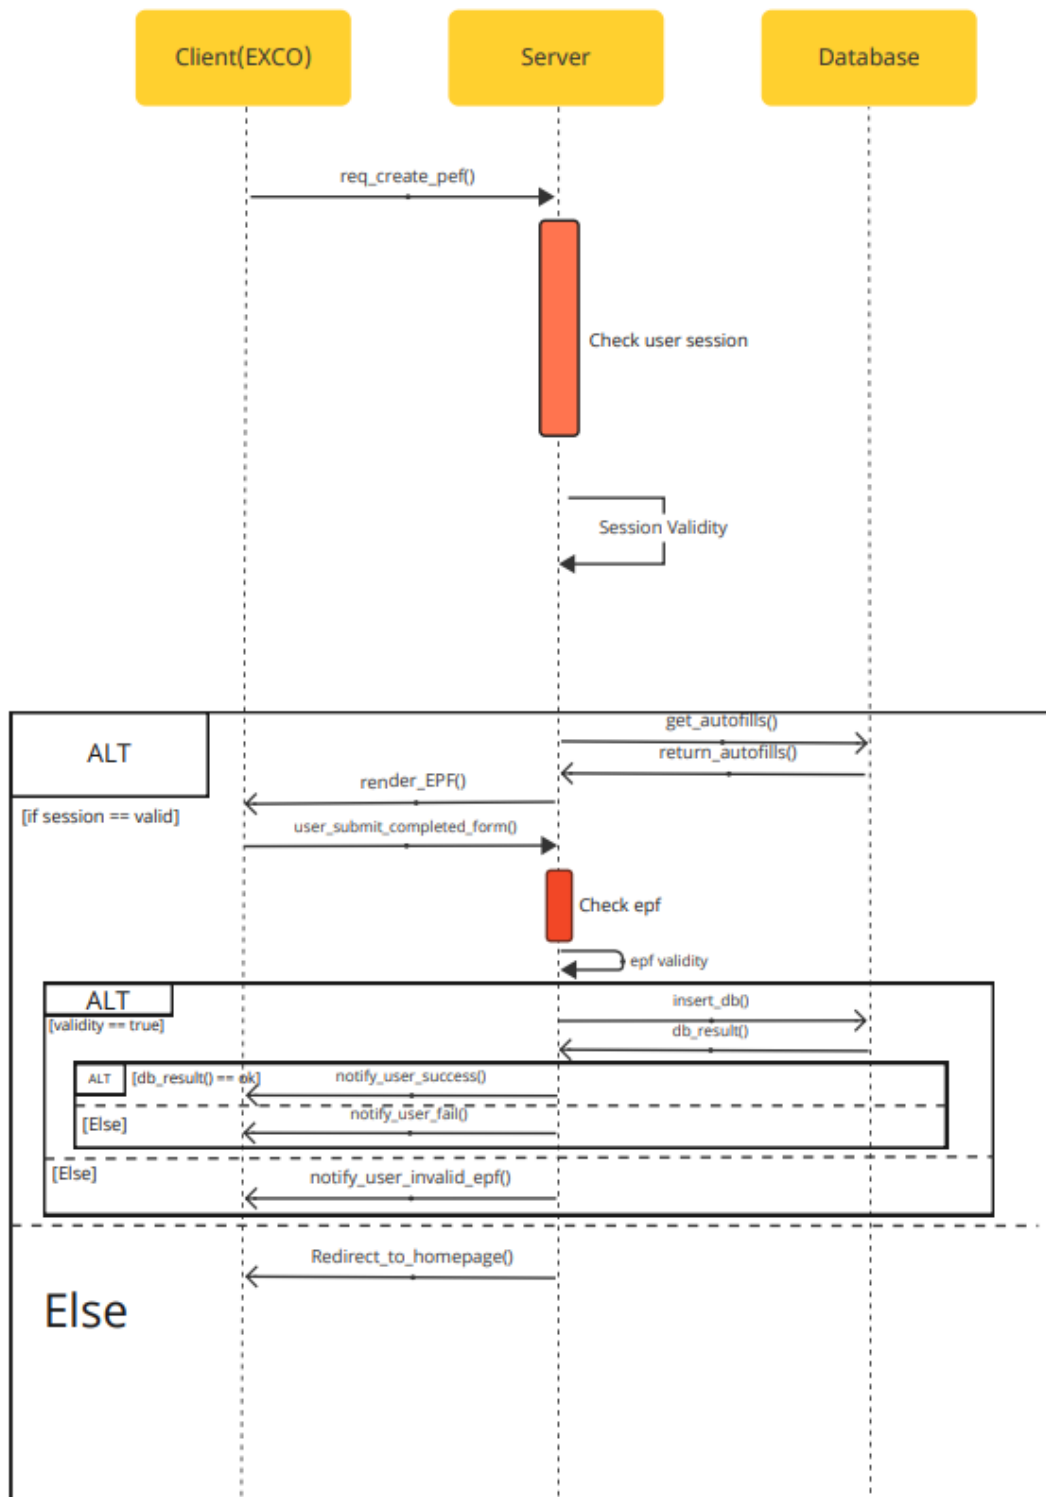 Client(EXCO)
Server
Database
req_create_pef()
Check user session
Session Validity
ALT
get_autofills()
return_autofills()
render_EPF()
[if session == valid]
user_submit_completed_form()
Check epf
epf validity
ALT
insert_db()
[validity == true]
db_result()
ALT
[db_result() == ok]
notify_user_success()
notify_user_fail()
[Else]
[Else]
notify_user_invalid_epf()
Redirect_to_homepage()
Else